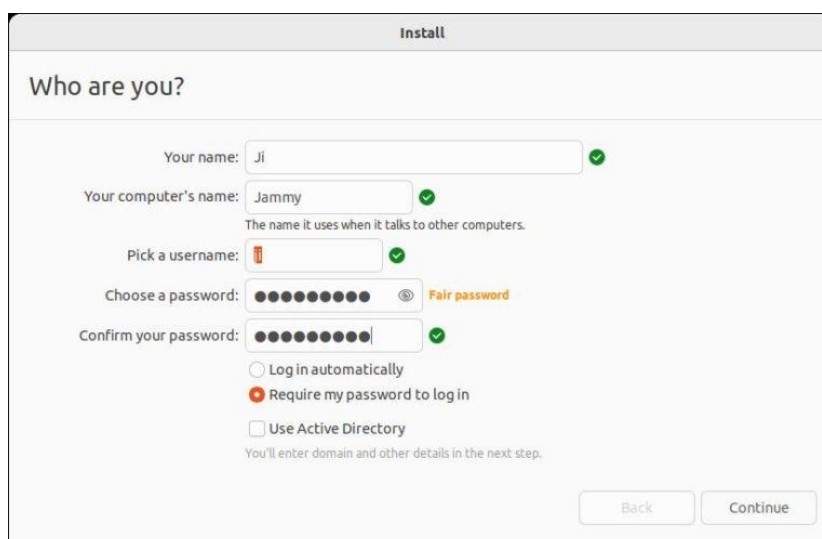 Install
Who are you?
Your name: Ji
Your computer's name: Jammy
The name it uses when it talks to other computers.
Pick a username:
Choose a password: ●●●●●●●●● Fair password
Confirm your password: ●●●●●●●●●
Log in automatically
Require my password to log in
Use Active Directory
You'll enter domain and other details in the next step.
Back Continue